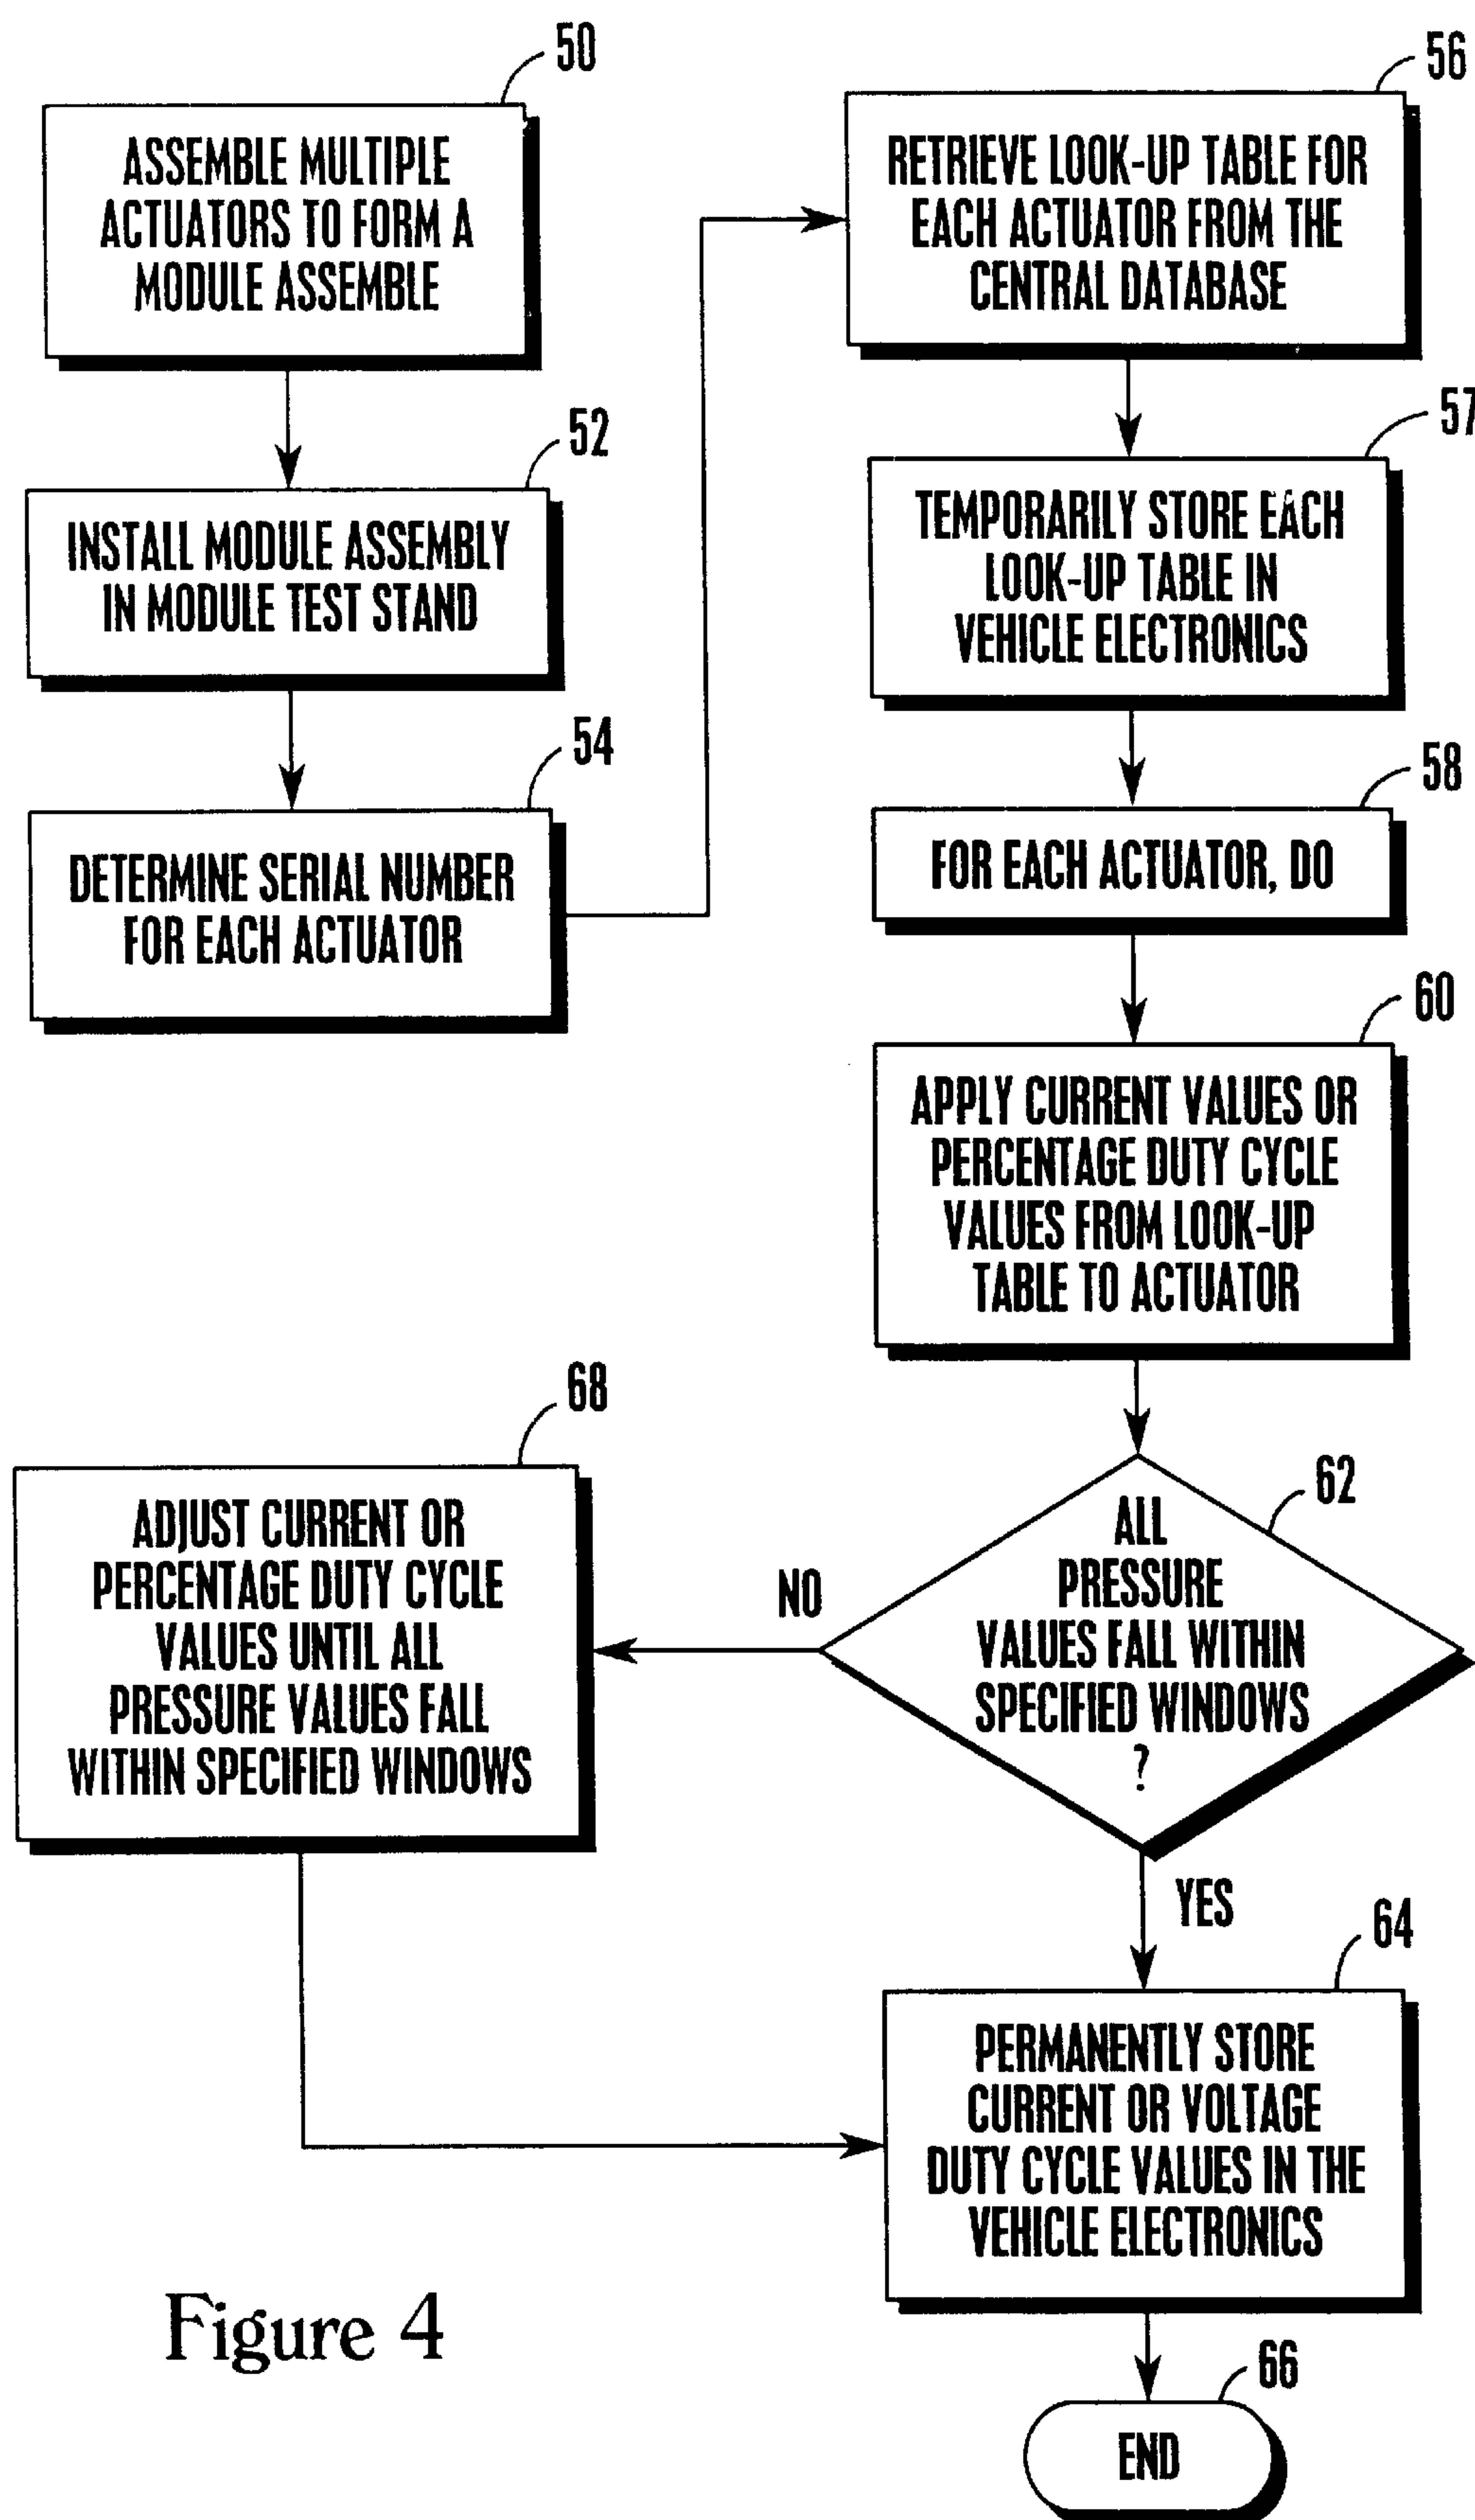 50
ASSEMBLE MULTIPLE
ACTUATORS TO FORM A
MODULE ASSEMBLE
52
INSTALL MODULE ASSEMBLY
IN MODULE TEST STAND
54
DETERMINE SERIAL NUMBER
FOR EACH ACTUATOR
56
RETRIEVE LOOK-UP TABLE FOR
EACH ACTUATOR FROM THE
CENTRAL DATABASE
57
TEMPORARILY STORE EACH
LOOK-UP TABLE IN
VEHICLE ELECTRONICS
58
FOR EACH ACTUATOR, DO
60
APPLY CURRENT VALUES OR
PERCENTAGE DUTY CYCLE
VALUES FROM LOOK-UP
TABLE TO ACTUATOR
62
ALL
PRESSURE
VALUES FALL WITHIN
SPECIFIED WINDOWS
?
NO
68
ADJUST CURRENT OR
PERCENTAGE DUTY CYCLE
VALUES UNTIL ALL
PRESSURE VALUES FALL
WITHIN SPECIFIED WINDOWS
YES
64
PERMANENTLY STORE
CURRENT OR VOLTAGE
DUTY CYCLE VALUES IN THE
VEHICLE ELECTRONICS
66
END
Figure 4